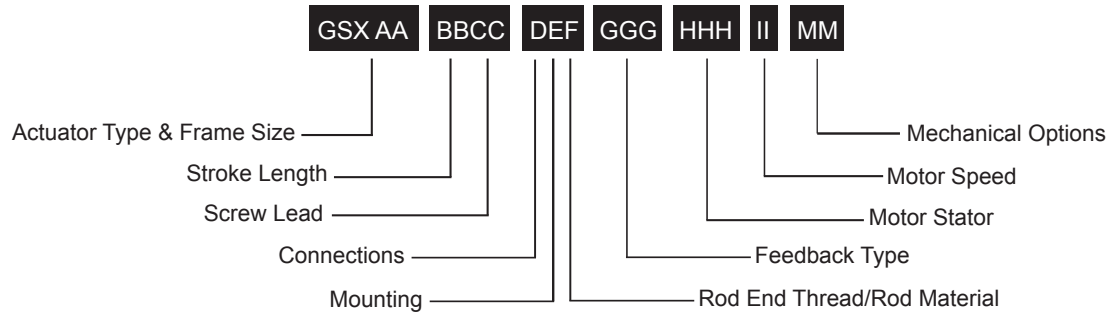 GSX AA BBCC DEF GGG HHH II MM
Actuator Type & Frame Size
Mechanical Options
Stroke Length
Motor Speed
Screw Lead
Motor Stator
Connections
Feedback Type
Mounting
Rod End Thread/Rod Material